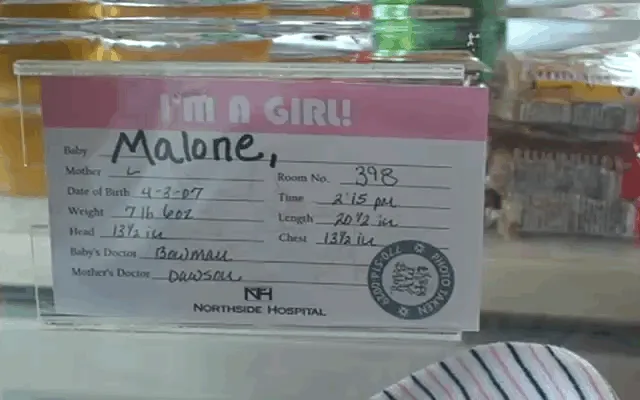 I'M A GIRL!
Baby Malone,
Mother L
Room No. 398
Date of Birth 4-3-07
Time 2:15 pm
Weight 7 lb 6oz
Length 20 1/2 in
Head 13 1/2 in
Chest 13 1/2 in
Baby's Doctor Bowman
Mother's Doctor Dawson
NH
NORTHSIDE HOSPITAL
PHOTO TAKEN